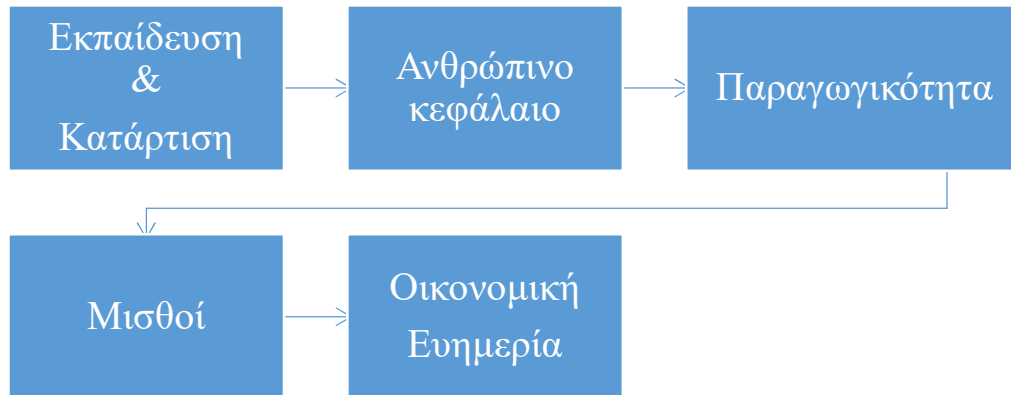 Εκπαίδευση
&
Κατάρτιση
Ανθρώπινο
κεφάλαιο
Παραγωγικότητα
Μισθοί
Οικονομική
Ευημερία